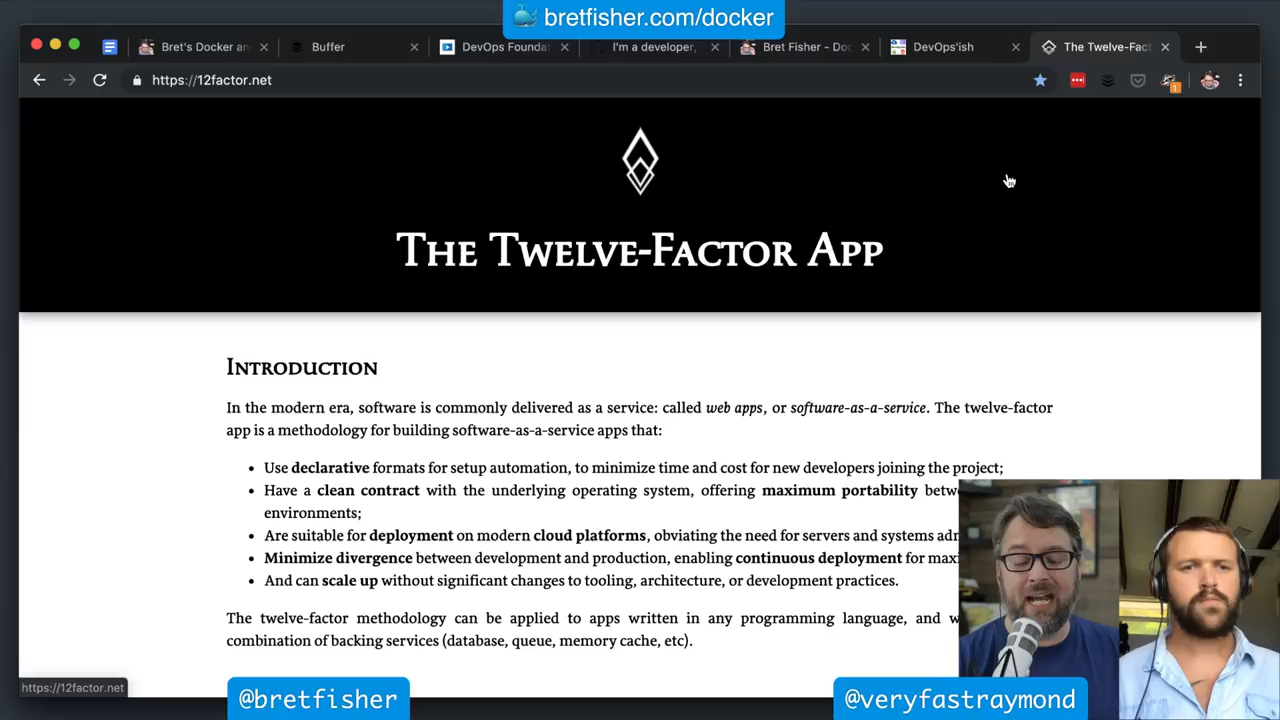 bretfisher.com/docker
Bret's Docker an
Buffer
DevOps Founda
I'm a developer,
Bret Fisher - Doc
DevOps'ish
The Twelve-Fact
https://12factor.net
1
The Twelve-Factor App
Introduction
In the modern era, software is commonly delivered as a service: called web apps, or software-as-a-service. The twelve-factor
app is a methodology for building software-as-a-service apps that:
• Use declarative formats for setup automation, to minimize time and cost for new developers joining the project;
• Have a clean contract with the underlying operating system, offering maximum portability betw
environments;
• Are suitable for deployment on modern cloud platforms, obviating the need for servers and systems adm
• Minimize divergence between development and production, enabling continuous deployment for maxi
• And can scale up without significant changes to tooling, architecture, or development practices.
The twelve-factor methodology can be applied to apps written in any programming language, and w
combination of backing services (database, queue, memory cache, etc).
https://12factor.net
@bretfisher
@veryfastraymond